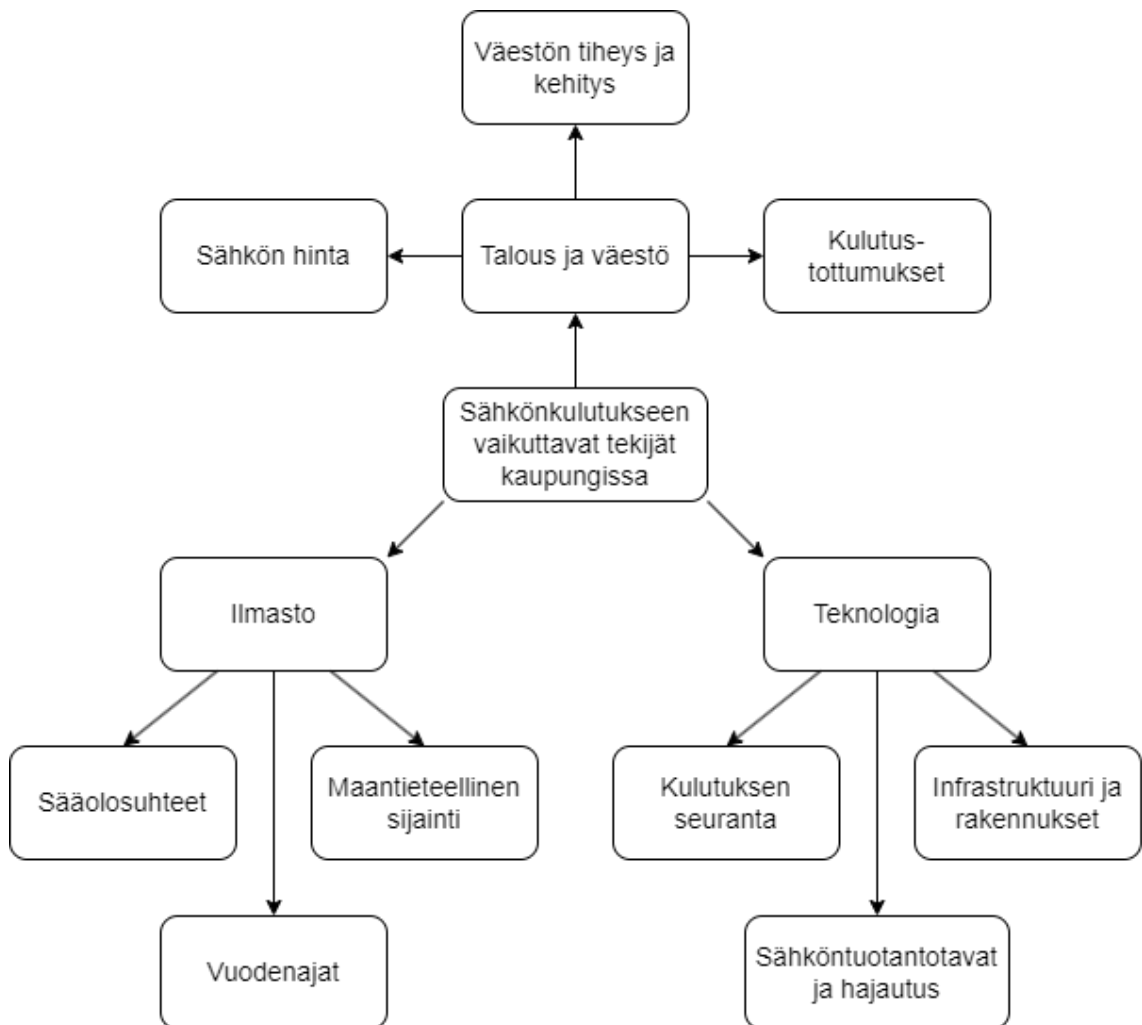 Väestön tiheys ja
kehitys
Sähkön hinta
Talous ja väestö
Kulutus-
tottumukset
Sähkönkulutukseen
vaikuttavat tekijät
kaupungissa
Ilmasto
Teknologia
Sääolosuhteet
Maantieteellinen
sijainti
Kulutuksen
seuranta
Infrastruktuuri ja
rakennukset
Vuodenajat
Sähköntuotantotavat
ja hajautus